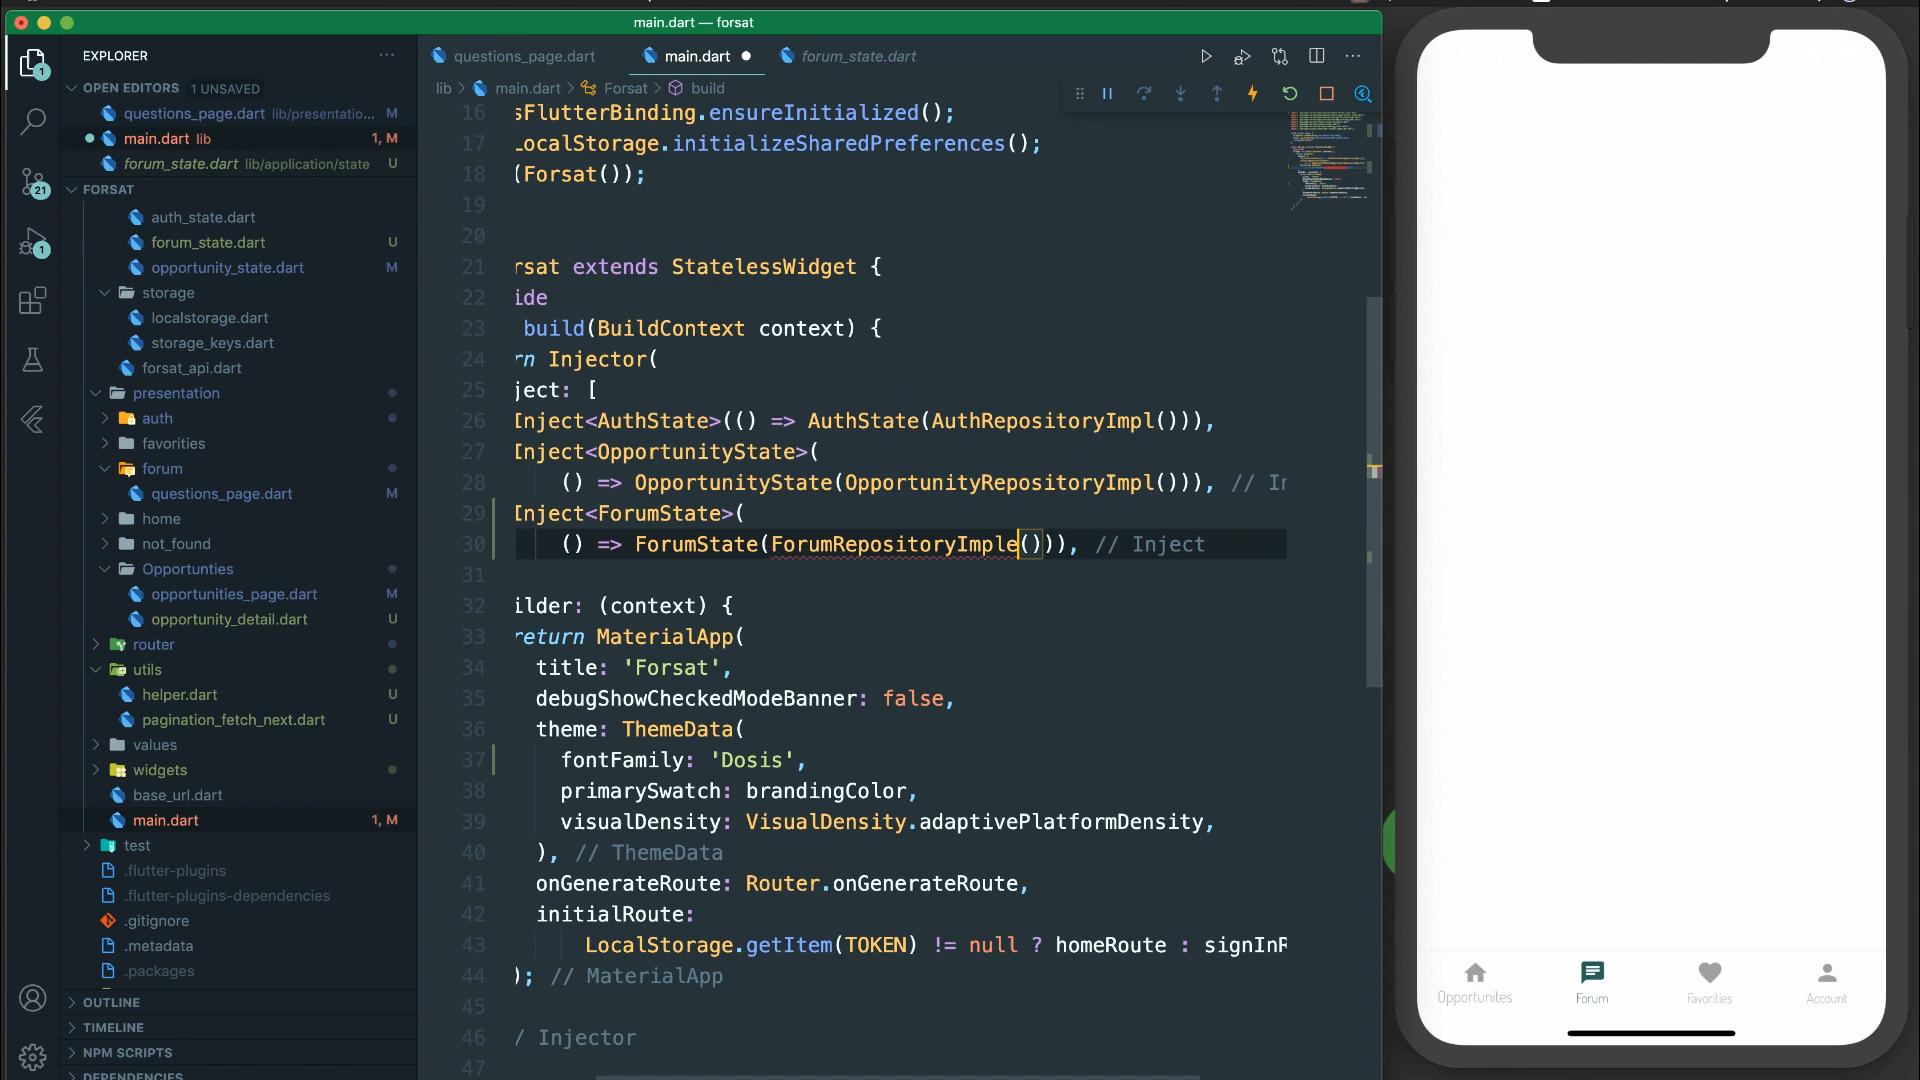 main.dart — forsat
EXPLORER
OPEN EDITORS 1 UNSAVED
questions_page.dart lib/presentatio... M
main.dart lib 1, M
forum_state.dart lib/application/state U
FORSAT
auth_state.dart
forum_state.dart U
opportunity_state.dart M
storage
localstorage.dart
storage_keys.dart
forsat_api.dart
presentation
auth
favorities
forum
questions_page.dart M
home
not_found
Opportunties
opportunities_page.dart M
opportunity_detail.dart U
router
utils
helper.dart U
pagination_fetch_next.dart U
values
widgets
base_url.dart
main.dart 1, M
test
.flutter-plugins
.flutter-plugins-dependencies
.gitignore
.metadata
.packages
OUTLINE
TIMELINE
NPM SCRIPTS
DEPENDENCIES
1
21
1
questions_page.dart main.dart forum_state.dart
lib > main.dart > Forsat > build
16 sFlutterBinding.ensureInitialized();
17 LocalStorage.initializeSharedPreferences();
18 (Forsat());
19
20
21 rsat extends StatelessWidget {
22 ide
23 build(BuildContext context) {
24 rn Injector(
25 ject: [
26 Inject<AuthState>(() => AuthState(AuthRepositoryImpl())),
27 Inject<OpportunityState>(
28 () => OpportunityState(OpportunityRepositoryImpl())), // In
29 Inject<ForumState>(
30 () => ForumState(ForumRepositoryImple())), // Inject
31
32 ilder: (context) {
33 return MaterialApp(
34 title: 'Forsat',
35 debugShowCheckedModeBanner: false,
36 theme: ThemeData(
37 fontFamily: 'Dosis',
38 primarySwatch: brandingColor,
39 visualDensity: VisualDensity.adaptivePlatformDensity,
40 ), // ThemeData
41 onGenerateRoute: Router.onGenerateRoute,
42 initialRoute:
43 LocalStorage.getItem(TOKEN) != null ? homeRoute : signInR
44 ); // MaterialApp
45
46 / Injector
47
Opportunites
Forum
Favorities
Account